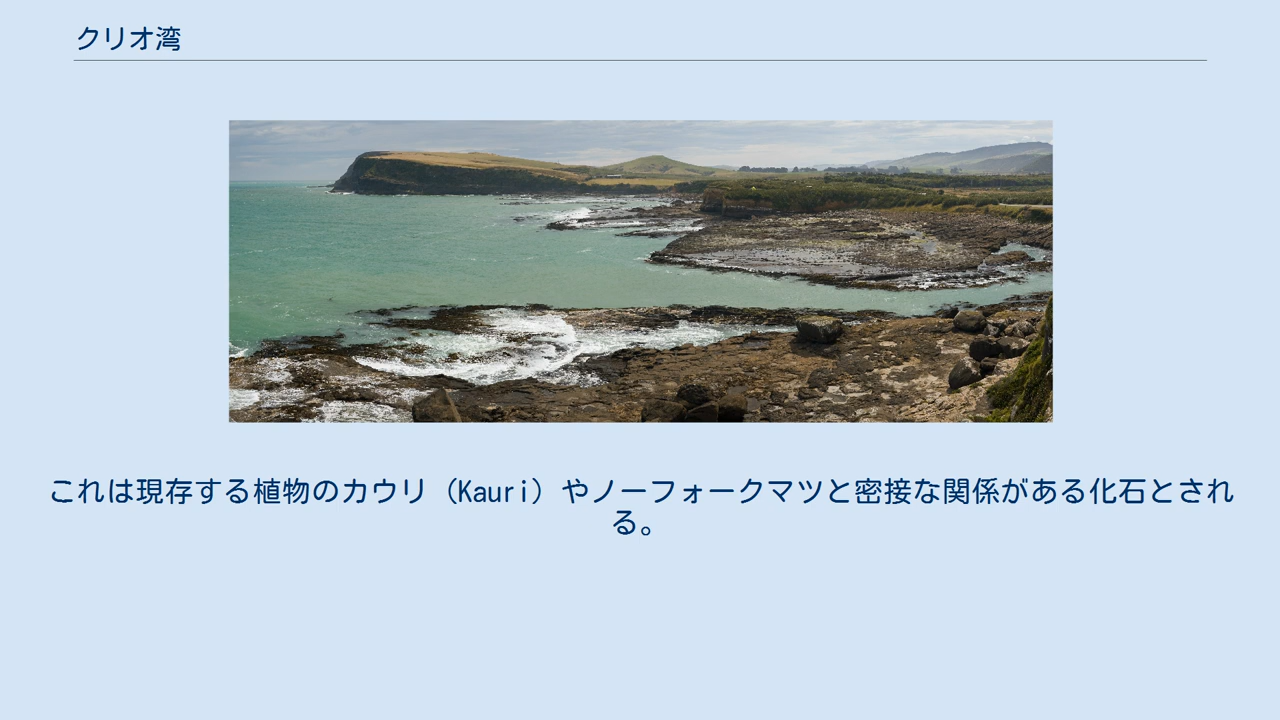 クリオ湾
これは現存する植物のカウリ（Kauri）やノーフォークマツと密接な関係がある化石とされ
る。